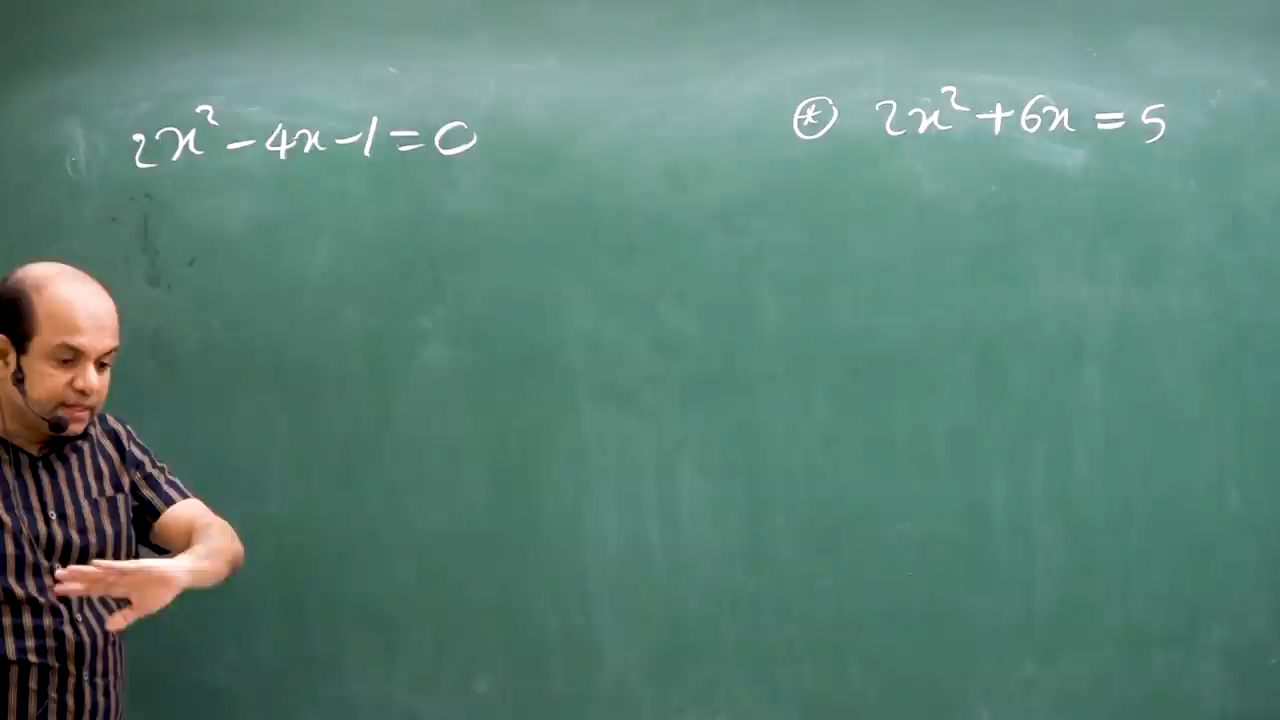 2x² - 4x - 1 = 0
⊛ 2x² + 6x = 5